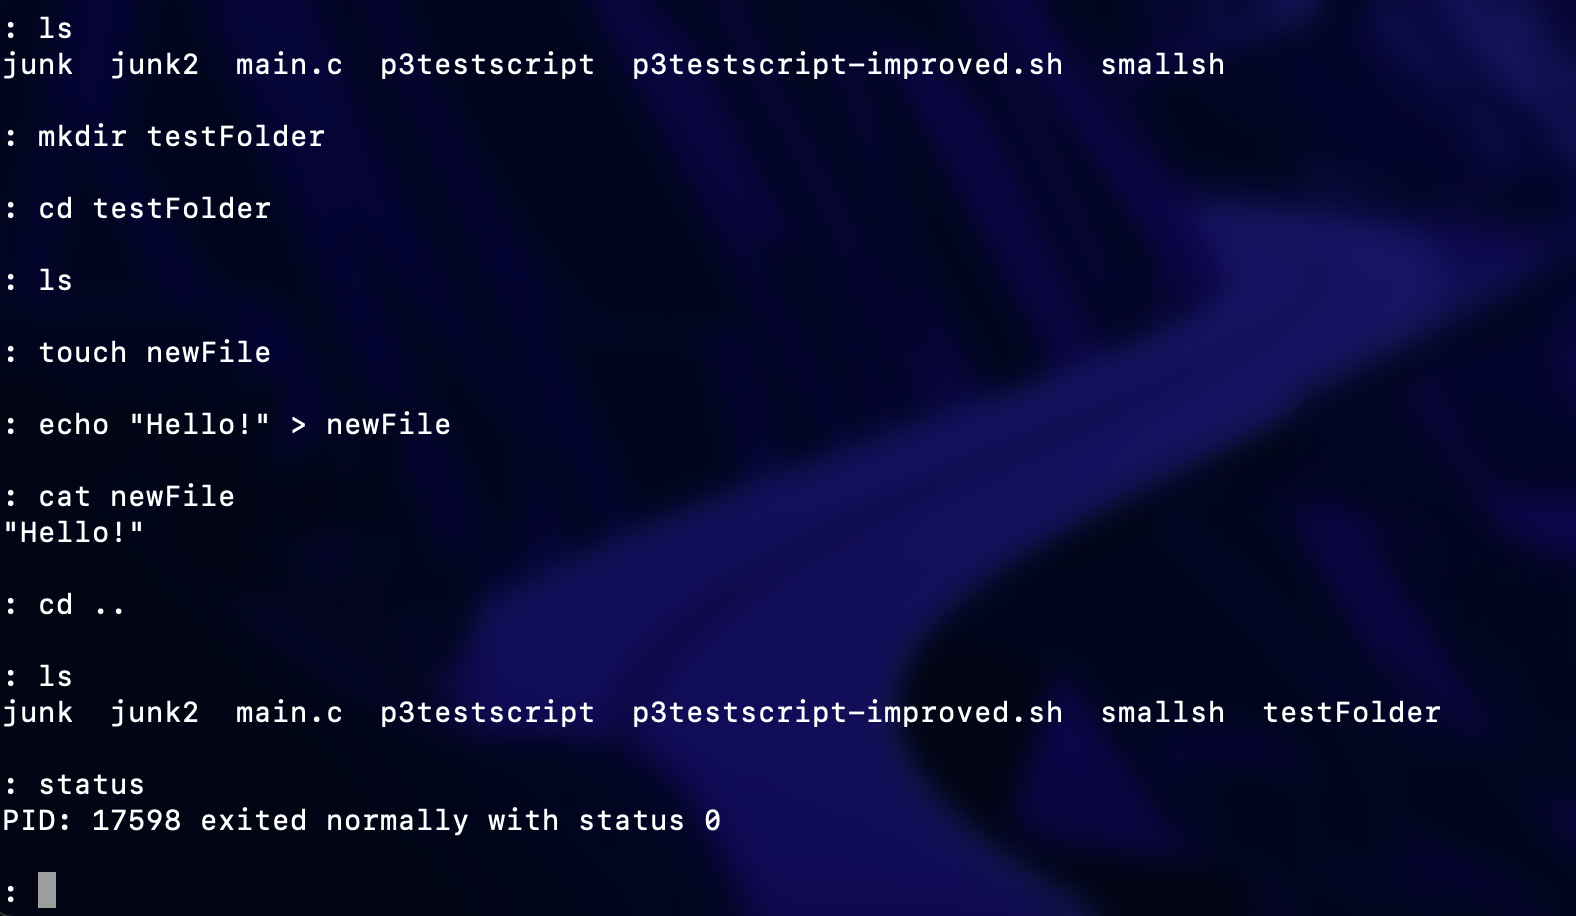 : ls
junk  junk2  main.c  p3testscript  p3testscript-improved.sh  smallsh
: mkdir testFolder
: cd testFolder
: ls
: touch newFile
: echo "Hello!" > newFile
: cat newFile
"Hello!"
: cd ..
: ls
junk  junk2  main.c  p3testscript  p3testscript-improved.sh  smallsh  testFolder
: status
PID: 17598 exited normally with status 0
: